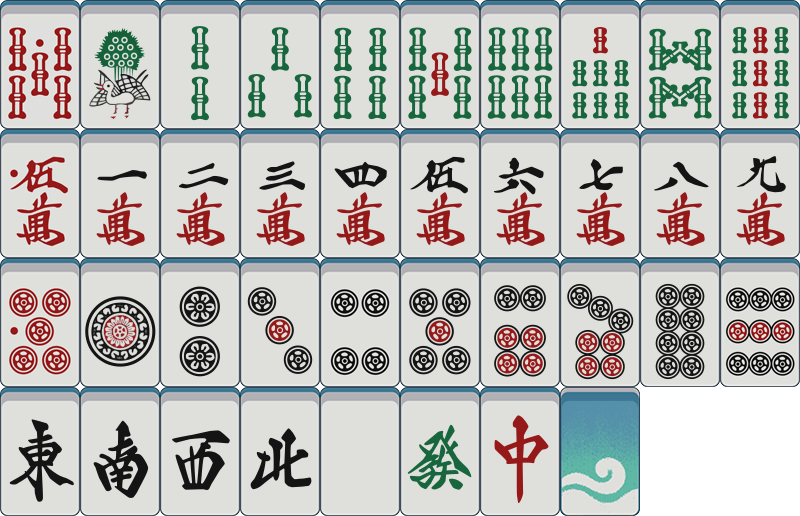 伍 一 二 三 四 伍 六 七 八 九
萬 萬 萬 萬 萬 萬 萬 萬 萬 萬
東 南 西 北 發 中